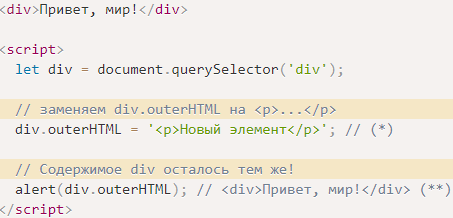 <div>Привет, мир!</div>
<script>
let div = document.querySelector('div');
// заменяем div.outerHTML на <p>...</p>
div.outerHTML = '<p>Новый элемент</p>'; // (*)
// Содержимое div осталось тем же!
alert(div.outerHTML); // <div>Привет, мир!</div> (**)
</script>